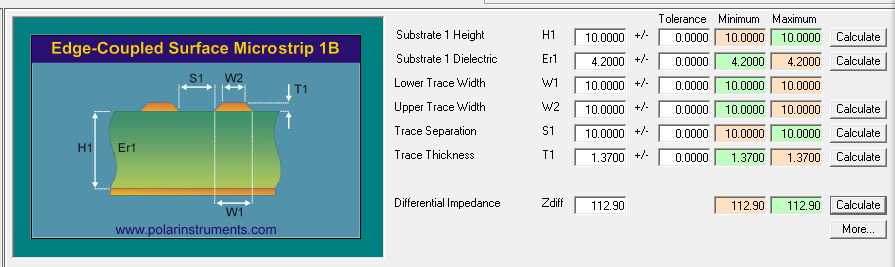 Tolerance Minimum Maximum
Edge-Coupled Surface Microstrip 1B
S1 W2 T1
H1 Er1
W1
www.polarinstruments.com
Substrate 1 Height H1 10.0000 +/- 0.0000 10.0000 10.0000 Calculate
Substrate 1 Dielectric Er1 4.2000 +/- 0.0000 4.2000 4.2000 Calculate
Lower Trace Width W1 10.0000 +/- 0.0000 10.0000 10.0000
Upper Trace Width W2 10.0000 +/- 0.0000 10.0000 10.0000 Calculate
Trace Separation S1 10.0000 +/- 0.0000 10.0000 10.0000 Calculate
Trace Thickness T1 1.3700 +/- 0.0000 1.3700 1.3700 Calculate
Differential Impedance Zdiff 112.90 112.90 112.90 Calculate
More...